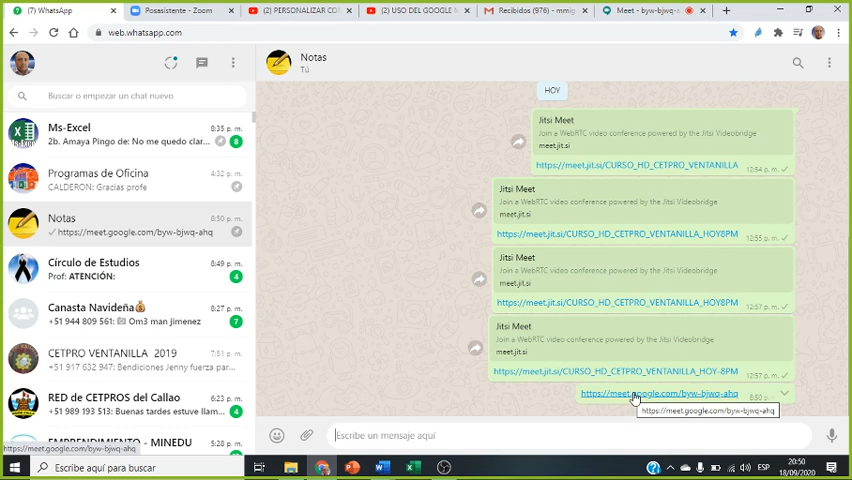 (7) WhatsApp
Posasistente - Zoom
(2) PERSONALIZAR CO
(2) USO DEL GOOGLE M
Recibidos (976) - mmig
Meet - byw-bjwq-a
web.whatsapp.com
Buscar o empezar un chat nuevo
Ms-Excel
8:35 p. m.
2b. Amaya Pingo de: No me quedo clar...
8
Programas de Oficina
4:32 p. m.
CALDERON: Gracias profe
Notas
8:50 p. m.
https://meet.google.com/byw-bjwq-ahq
Círculo de Estudios
8:49 p. m.
Prof: ATENCIÓN:
4
Canasta Navideña💰
8:27 p. m.
+51 944 809 561: Om3 man jimenez
7
CETPRO VENTANILLA 2019
7:51 p. m.
+51 917 632 947: Bendiciones Jenny fuerza par...
RED de CETPROS del Callao
6:23 p. m.
+51 989 193 513: Buenas tardes estuve llam...
4
EMPRENDIMIENTO - MINEDU
5:32 p. m.
https://meet.google.com/byw-bjwq-ahq
Notas
Tú
HOY
Jitsi Meet
Join a WebRTC video conference powered by the Jitsi Videobridge
meet.jit.si
https://meet.jit.si/CURSO_HD_CETPRO_VENTANILLA
12:54 p. m.
Jitsi Meet
Join a WebRTC video conference powered by the Jitsi Videobridge
meet.jit.si
https://meet.jit.si/CURSO_HD_CETPRO_VENTANILLA_HOY8PM
12:55 p. m.
Jitsi Meet
Join a WebRTC video conference powered by the Jitsi Videobridge
meet.jit.si
https://meet.jit.si/CURSO_HD_CETPRO_VENTANILLA_HOY8PM
12:57 p. m.
Jitsi Meet
Join a WebRTC video conference powered by the Jitsi Videobridge
meet.jit.si
https://meet.jit.si/CURSO_HD_CETPRO_VENTANILLA_HOY-8PM
12:57 p. m.
https://meet.google.com/byw-bjwq-ahq
8:50 p.
https://meet.google.com/byw-bjwq-ahq
Escribe un mensaje aquí
Escribe aquí para buscar
ESP
20:50
18/09/2020